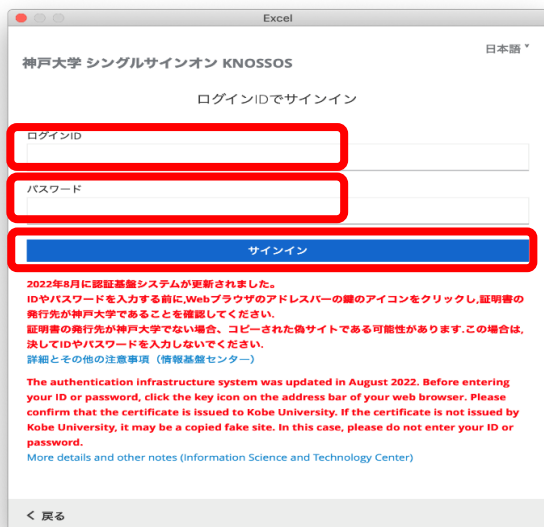 Excel
日本語
神戸大学 シングルサインオン KNOSSOS
ログインIDでサインイン
ログインID
パスワード
サインイン
2022年8月に認証基盤システムが更新されました。
IDやパスワードを入力する前に,Webブラウザのアドレスバーの鍵のアイコンをクリックし,証明書の
発行先が神戸大学であることを確認してください.
証明書の発行先が神戸大学でない場合、コピーされた偽サイトである可能性があります.この場合は,
決してIDやパスワードを入力しないでください.
詳細とその他の注意事項（情報基盤センター）
The authentication infrastructure system was updated in August 2022. Before entering
your ID or password, click the key icon on the address bar of your web browser. Please
confirm that the certificate is issued to Kobe University. If the certificate is not issued by
Kobe University, it may be a copied fake site. In this case, please do not enter your ID or
password.
More details and other notes (Information Science and Technology Center)
< 戻る